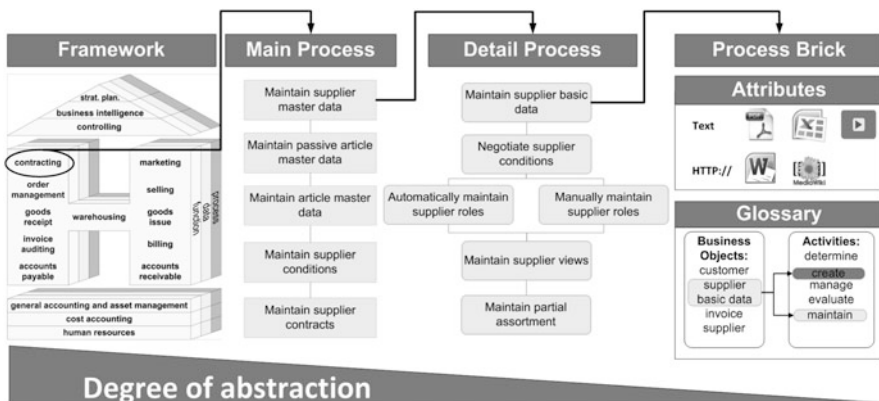 Framework
Main Process
Detail Process
Process Brick
strat. plan.
business intelligence
controlling
contracting
order
management
goods
receipt
invoice
auditing
accounts
payable
warehousing
marketing
selling
goods
issue
billing
accounts
receivable
function
data
process
general accounting and asset management
cost accounting
human resources
Maintain supplier
master data
Maintain passive article
master data
Maintain article master
data
Maintain supplier
conditions
Maintain supplier
contracts
Maintain supplier basic
data
Negotiate supplier
conditions
Automatically maintain
supplier roles
Manually maintain
supplier roles
Maintain supplier views
Maintain partial
assortment
Attributes
Text
HTTP://
MediaWiki
Glossary
Business
Objects:
customer
supplier
basic data
invoice
supplier
Activities:
determine
create
manage
evaluate
maintain
Degree of abstraction